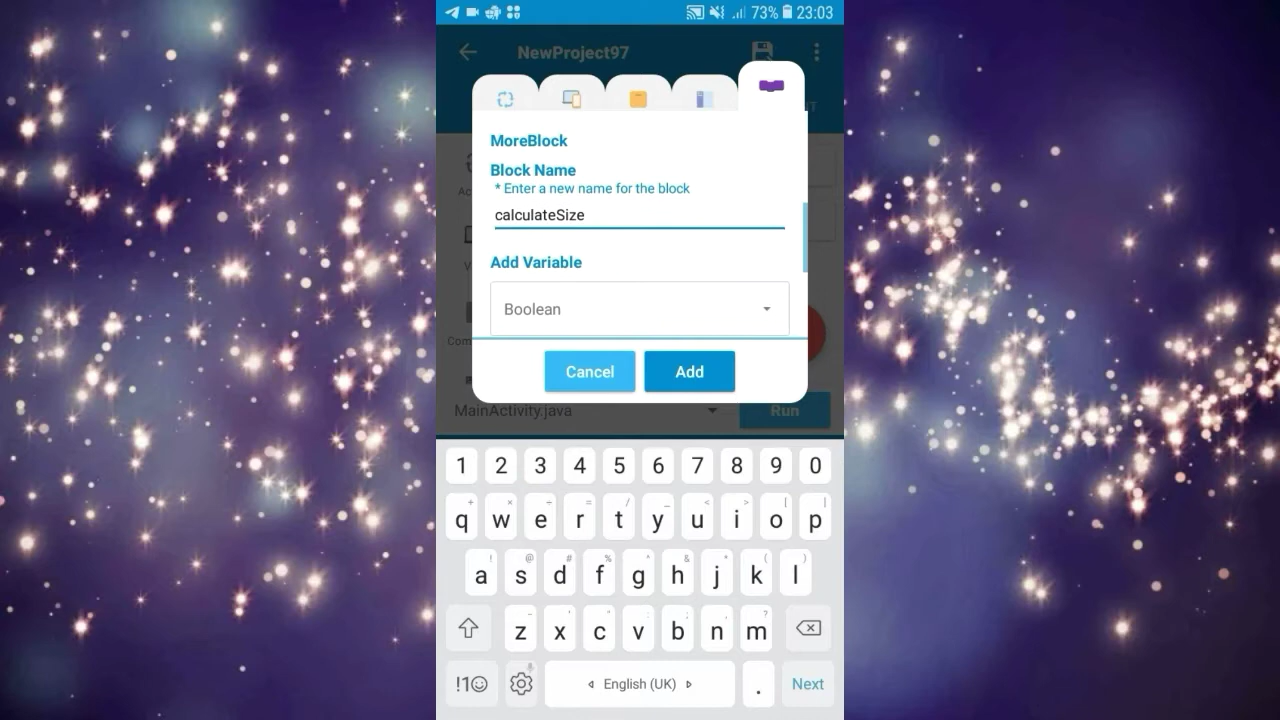 73% 23:03
NewProject97
MoreBlock
Block Name
* Enter a new name for the block
calculateSize
Add Variable
Boolean
Cancel Add
MainActivity.java Run
1 2 3 4 5 6 7 8 9 0
q w e r t y u i o p
a s d f g h j k l
z x c v b n m
!1☺ English (UK) . Next